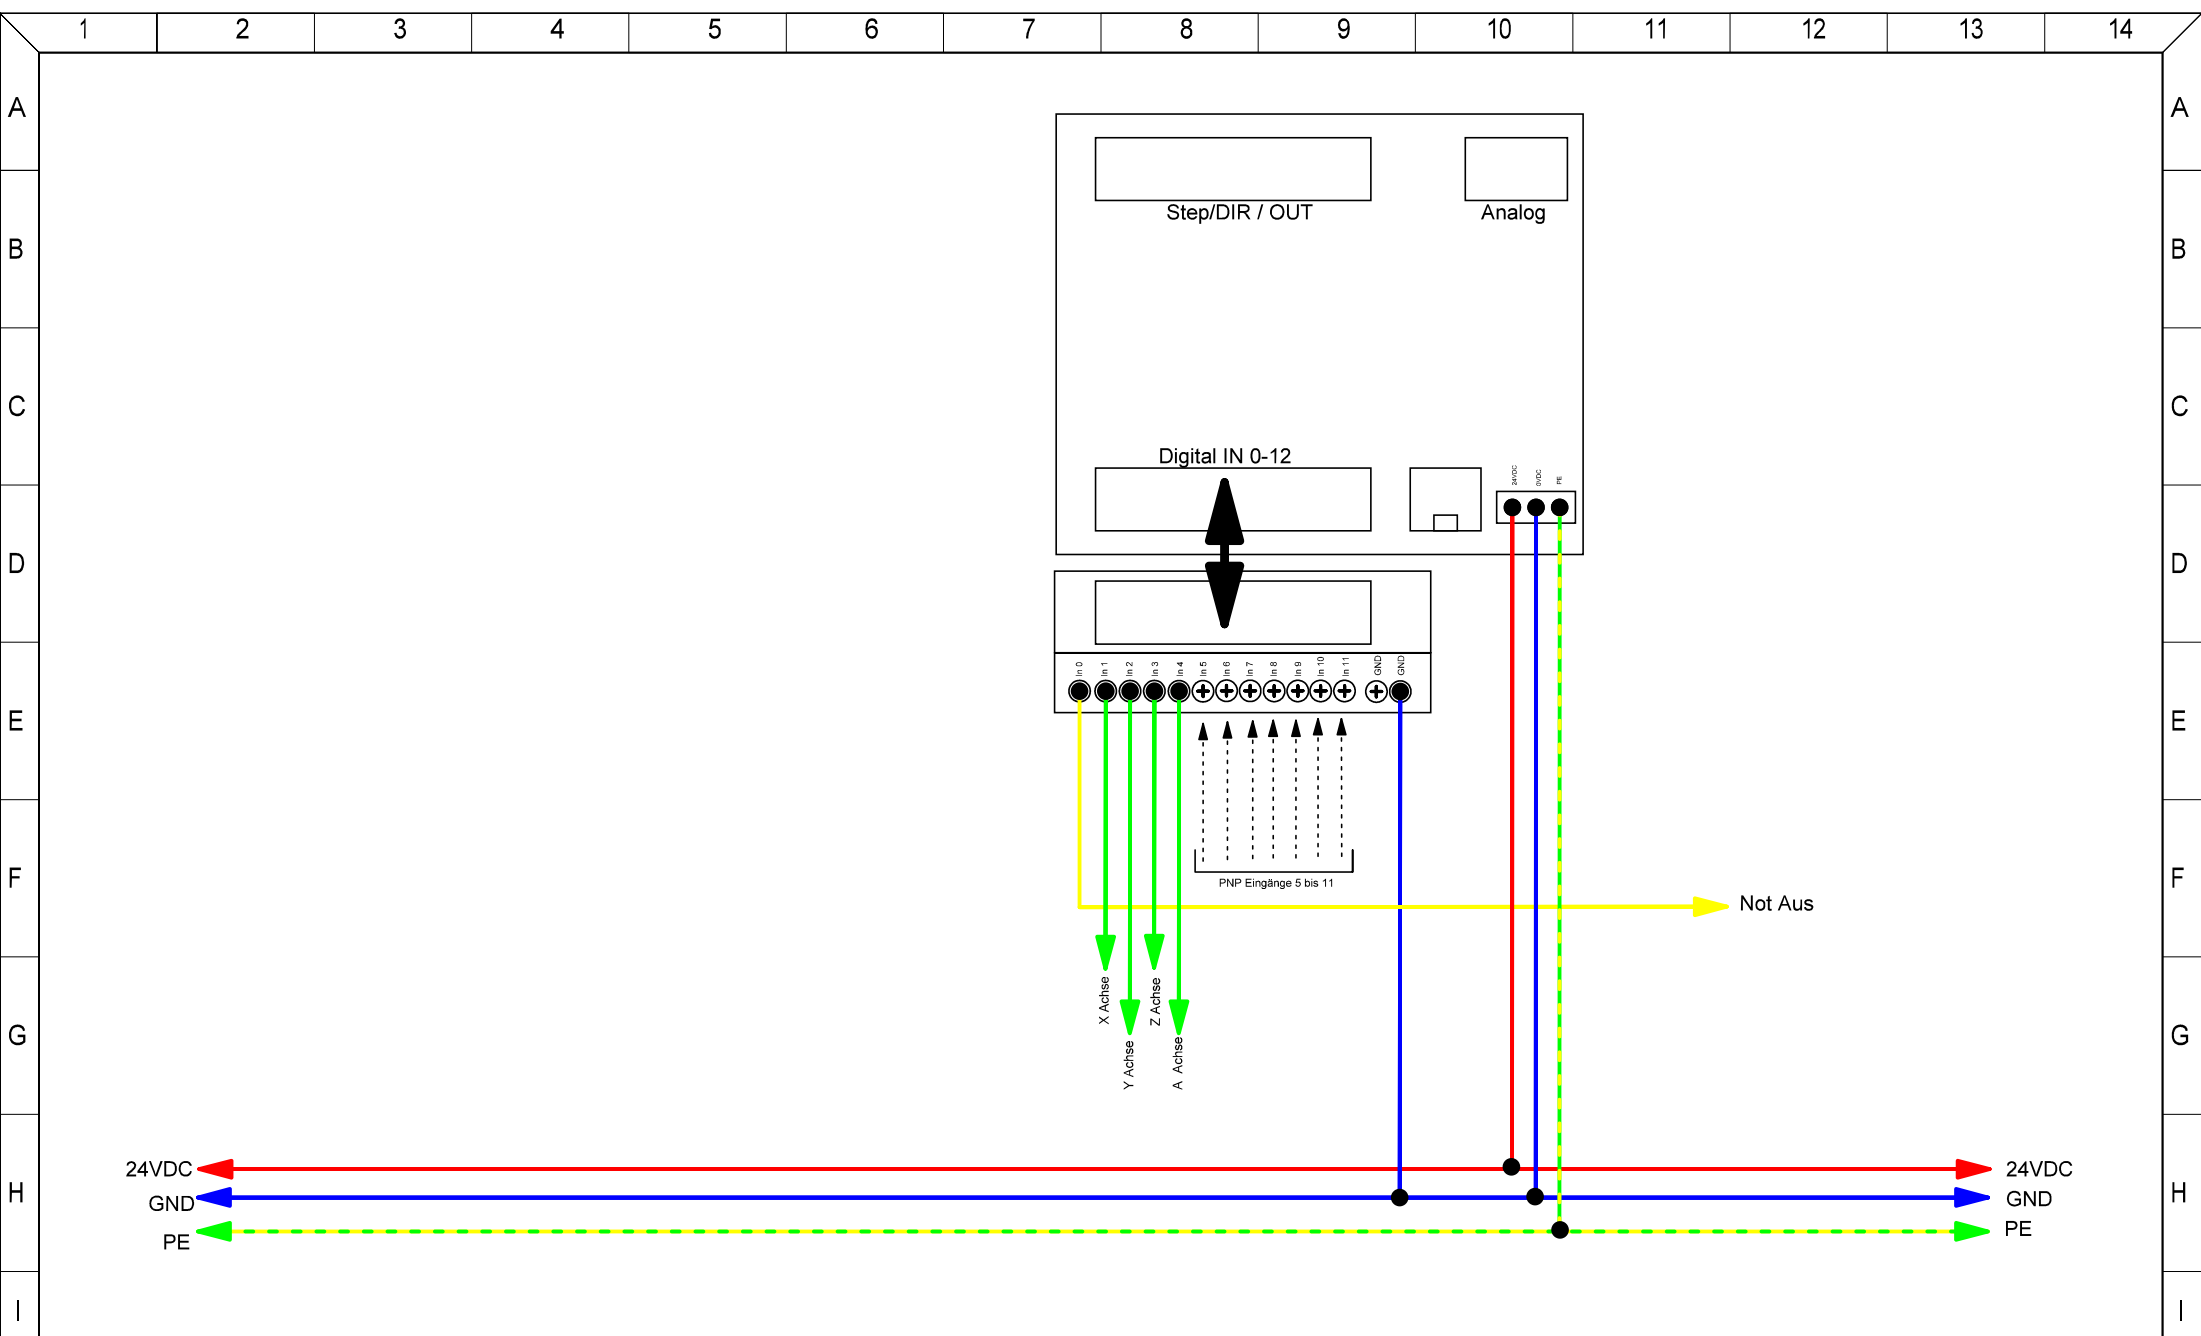 1 2 3 4 5 6 7 8 9 10 11 12 13 14
A A
B B
Step/DIR / OUT Analog
C C
Digital IN 0-12
24VDC 0VDC PE
D D
In 0 In 1 In 2 In 3 In 4 In 5 In 6 In 7 In 8 In 9 In 10 In 11 GND GND
E E
F F
PNP Eingänge 5 bis 11
Not Aus
X Achse
Y Achse
Z Achse
A Achse
G G
24VDC 24VDC
H H
GND GND
PE PE
I I